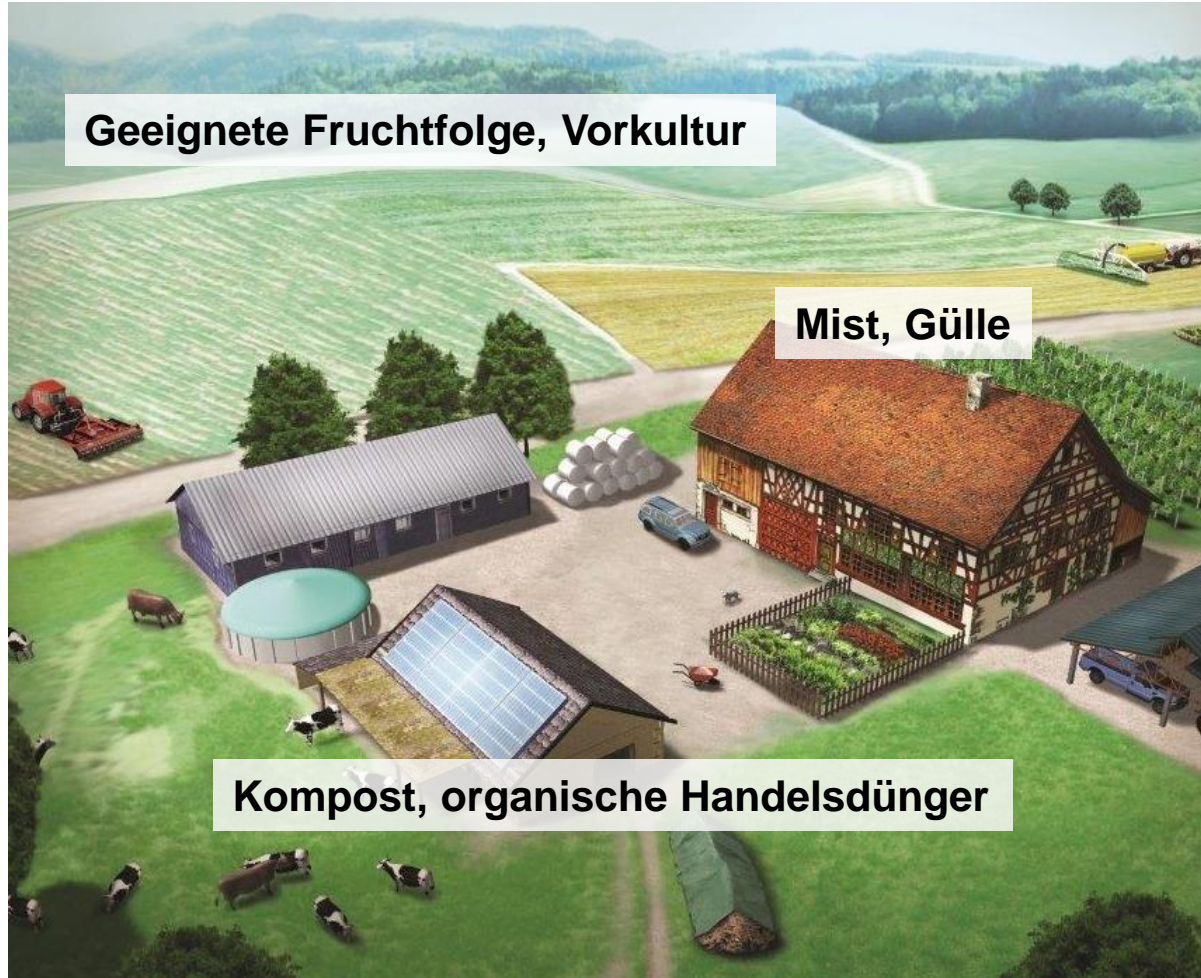 Geeignete Fruchtfolge, Vorkultur
Mist, Gülle
Kompost, organische Handelsdünger